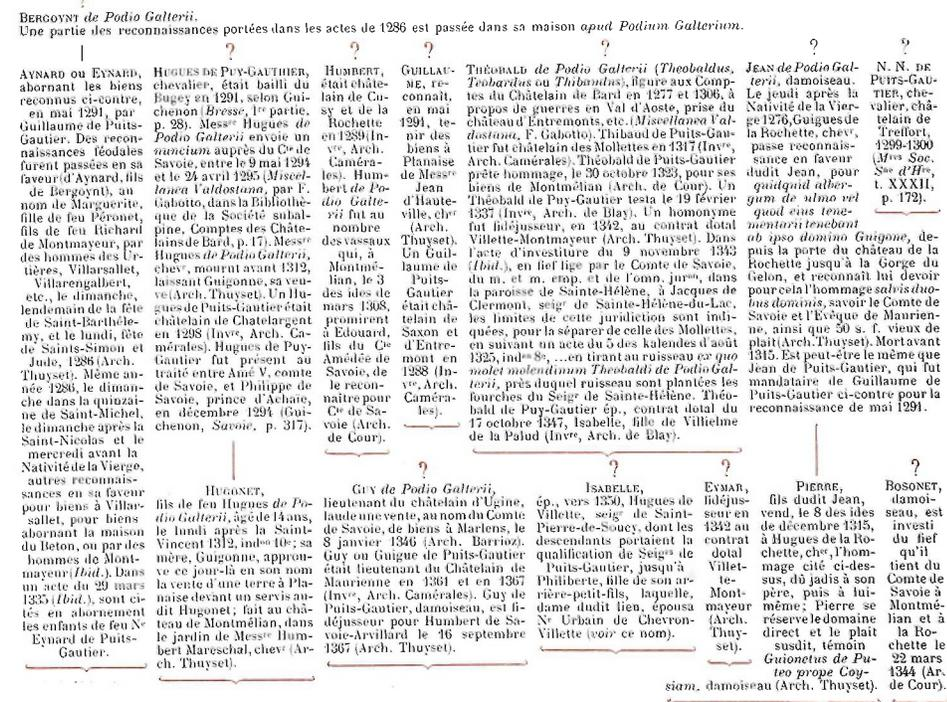 ?
BERGOYNT de Podio Galterii.
Une partie des reconnaissances portées dans les actes de 1286 est passée dans sa maison apud Podium Galterium.
AYNARD OU EYNARD,
abornant les biens
reconnus ci-contre,
en mai 1291, par
Guillaume de Puits-
Gautier. Des recon-
naissances féodales
furent passées en sa
faveur (d'Aynard, fils
de Bergoynt), au
nom de Marguerite,
fille de feu Péronet,
fils de feu Richard
de Montmayeur, par
des hommes des Ur-
tières, Villarsallet,
Villarengalbert,
etc., le dimanche,
lendemain de la fête
de Saint-Barthéle-
my, et le lundi, fête
de Saints-Simon et
Jude, 1286 (Arch.
Thuyset). Même an-
née 1286, le diman-
che dans la quinzai-
ne de Saint-Michel,
le dimanche après la
Saint-Nicolas et le
mercredi avant la
Nativité de la Vierge,
autres reconnais-
sances en sa faveur
pour biens à Villar-
sallet, pour biens
abornant la maison
du Beton, ou par des
hommes de Mont-
mayeur (Ibid.). Dans
un acte du 29 mars
1335 (Ibid.), sont ci-
tés en abornement
les enfants de feu Ne
Eynard de Puits-
Gautier.
?
HUGUES DE PUY-GAUTHIER,
chevalier, était bailli du
Bugey en 1291, selon Gui-
chenon (Bresse, 1re partie,
p. 28). Messre Hugues de
Podio Galterii envoie un
nuncium auprès du Cte de
Savoie, entre le 9 mai 1294
et le 24 avril 1295 (Miscel-
lanea Valdostana, par F.
Gabotto, dans la Bibliothè-
que de la Société subal-
pine, Comptes des Châte-
lains de Bard, p. 17). Messre
Hugues de Podio Galterii,
chevr, mourut avant 1312,
laissant Guigonne, sa veu-
ve (Arch. Thuyset). Un Hu-
gues de Puits-Gautier était
châtelain de Chatelargent
en 1298 (Invre, Arch. Ca-
mérales). Hugues de Puy-
Gautier fut présent au
traité entre Amé V, comte
de Savoie, et Philippe de
Savoie, prince d'Achaïe,
en décembre 1294 (Gui-
chenon, Savoie, p. 317).
?
HUMBERT,
était châte-
lain de Cu-
sy et de la
Rochette
en 1289 (In-
vre, Arch.
Caméra-
les). Hum-
bert de Po-
dio Galte-
rii fut au
nombre
des vassaux
qui, à
Montmé-
lian, le 3
des ides de
mars 1308,
promirent
à Edouard,
fils du Cte
Amédée de
Savoie, de
le recon-
naître pour
Cte de Sa-
voie (Arch.
de Cour).
?
GUILLAU-
ME, re-
connaît,
en mai
1291, te-
nir des
biens à
Planaise
de Messre
Jean
d'Haute-
ville, chr
(Arch.
Thuyset).
Un Guil-
laume de
Puits-
Gautier
était châ-
telain de
Saxon et
d'Entre-
mont en
1288 (In-
vre, Arch.
Caméra-
les).
?
THÉOBALD de Podio Galterii (Theobaldus,
Teobardus ou Thibaudus), figure aux Comp-
tes du Châtelain de Bard en 1277 et 1306, à
propos de guerres en Val d'Aoste, prise du
château d'Entremonts, etc. (Miscellanea Val-
dostana, F. Gabotto). Thibaud de Puits-Gau-
tier fut châtelain des Mollettes en 1317 (Invre,
Arch. Camérales). Théobald de Puits-Gautier
prête hommage, le 30 octobre 1323, pour ses
biens de Montmélian (Arch. de Cour). Un
Théobald de Puy-Gautier testa le 19 février
1337 (Invre, Arch. de Blay). Un homonyme
fut fidéjusseur, en 1342, au contrat dotal
Villette-Montmayeur (Arch. Thuyset). Dans
l'acte d'investiture du 9 novembre 1343
(Ibid.), en fief lige par le Comte de Savoie,
du m. et m. emp. et de l'omn. juron, dans
la paroisse de Sainte-Hélène, à Jacques de
Clermont, seigr de Sainte-Hélène-du-Lac,
les limites de cette juridiction sont indi-
quées, pour la séparer de celle des Mollettes,
en suivant un acte du 5 des kalendes d'août
1325, indon 8e, ...en tirant au ruisseau ex quo
molet molendinum Theobaldi de Podio Gal-
terii, près duquel ruisseau sont plantées les
fourches du Seigr de Sainte-Hélène. Théo-
bald de Puy-Gautier ép., contrat dotal du
17 octobre 1347, Isabelle, fille de Villielme
de la Palud (Invre, Arch. de Blay).
?
JEAN de Podio Gal-
terii, damoiseau.
Le jeudi après la
Nativité de la Vier-
ge 1276, Guigues de
la Rochette, chevr,
passe reconnais-
sance en faveur
dudit Jean, pour
quidquid alber-
gum de ulmo vel
quod eius tene-
mentarii tenebant
ab ipso domino Guigone, de-
puis la porte du château de la
Rochette jusqu'à la Gorge du
Gelon, et reconnaît lui devoir
pour cela l'hommage salvis duo-
bus dominis, savoir le Comte de
Savoie et l'Evêque de Maurien-
ne, ainsi que 50 s. f. vieux de
plait (Arch. Thuyset). Mort avant
1315. Est peut-être le même que
Jean de Puits-Gautier, qui fut
mandataire de Guillaume de
Puits-Gautier ci-contre pour la
reconnaissance de mai 1291.
?
N. N. DE
PUITS-GAU-
TIER, che-
valier, châ-
telain de
Treffort,
1299-1300
(Mres Soc.
Sne d'Hre,
t. XXXII,
p. 172).
HUGONET,
fils de feu Hugues de Po-
dio Galterii, âgé de 14 ans,
le lundi après la Saint-
Vincent 1312, indon 10e; sa
mère, Guigonne, approu-
ve ce jour-là en son nom
la vente d'une terre à Pla-
naise devant un servis au-
dit Hugonet; fait au châ-
teau de Montmélian, dans
le jardin de Messre Hum-
bert Mareschal, chevr (Ar-
ch. Thuyset).
?
GUY de Podio Galterii,
lieutenant du châtelain d'Ugine,
laude une vente, au nom du Comte
de Savoie, de biens à Marlens, le
8 janvier 1346 (Arch. Barrioz).
Guy ou Guigue de Puits-Gautier
était lieutenant du Châtelain de
Maurienne en 1361 et en 1367
(Invre, Arch. Camérales). Guy de
Puits-Gautier, damoiseau, est fi-
déjusseur pour Humbert de Sa-
voie-Arvillard le 16 septembre
1367 (Arch. Thuyset).
?
ISABELLE,
ép., vers 1350, Hugues de
Villette, seigr de Saint-
Pierre-de-Soucy, dont les
descendants portaient la
qualification de Seigrs de
Puits-Gautier, jusqu'à
Philiberte, fille de son ar-
rière-petit-fils, laquelle,
dame dudit lieu, épousa
Ne Urbain de Chevron-
Villette (voir ce nom).
?
EYMAR,
fidéjus-
seur en
1342 au
contrat
dotal
Villet-
te-
Mont-
mayeur
(Arch.
Thuy-
set).
PIERRE,
fils dudit Jean,
vend, le 8 des ides
de décembre 1315,
à Hugues de la Ro-
chette, cher, l'hom-
mage cité ci-des-
sus, dû jadis à son
père, puis à lui-
même; Pierre se
réserve le domaine
direct et le plait
susdit, témoin
Guionetus de Pu-
teo prope Coy-
siam, damoiseau (Arch. Thuyset).
?
BOSONET,
damoi-
seau, est
investi
du fief
qu'il
tient du
Comte de
Savoie à
Montmé-
lian et à
la Ro-
chette le
22 mars
1344 (Ar.
de Cour).